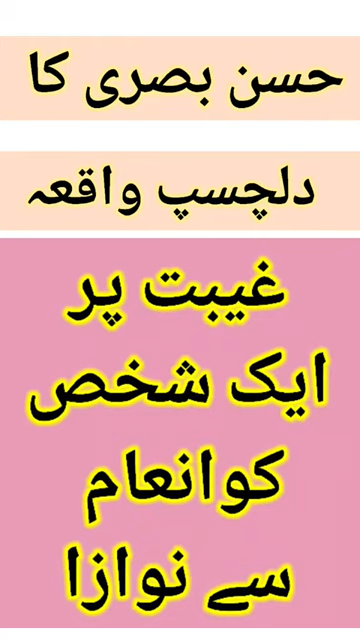 حسن بصری کا
دلچسپ واقعہ
غیبت پر
ایک شخص
کوانعام
سے نوازا